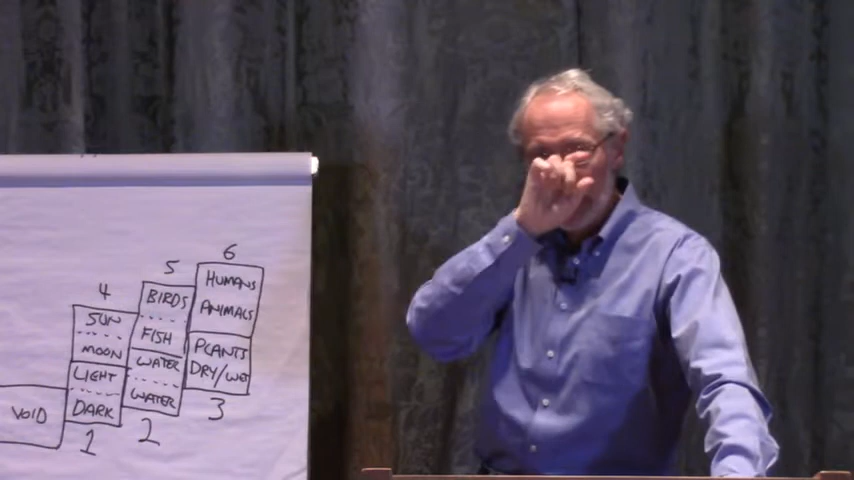 6
5
4
HUMANS
ANIMALS
BIRDS
FISH
SUN
MOON
PLANTS
DRY/WET
WATER
WATER
LIGHT
DARK
VOID
1
2
3